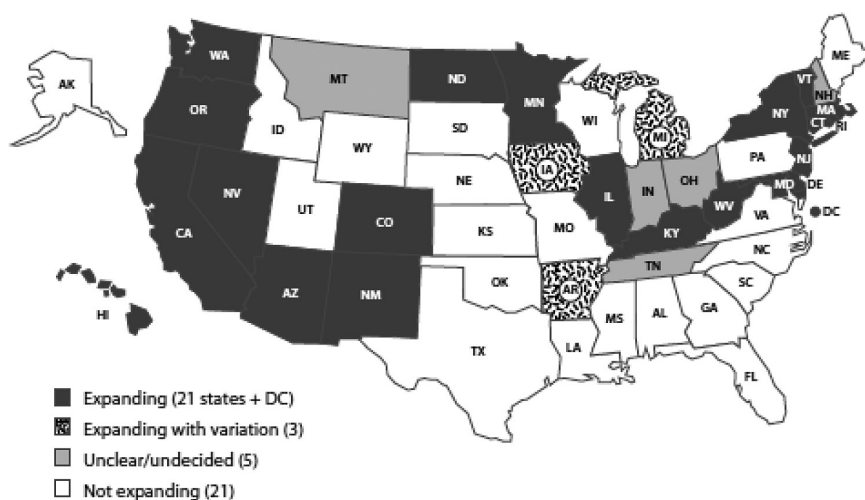 ME
WA
VT
AK
MT
ND
NH
MN
OR
NY
MA
CT
RI
ID
SD
WI
MI
WY
PA
IA
NJ
NE
OH
MD
DE
NV
IL
IN
WV
UT
VA
DC
CO
CA
KS
MO
KY
NC
TN
OK
AZ
NM
AR
SC
HI
MS
AL
GA
TX
LA
FL
Expanding (21 states + DC)
Expanding with variation (3)
Unclear/undecided (5)
Not expanding (21)